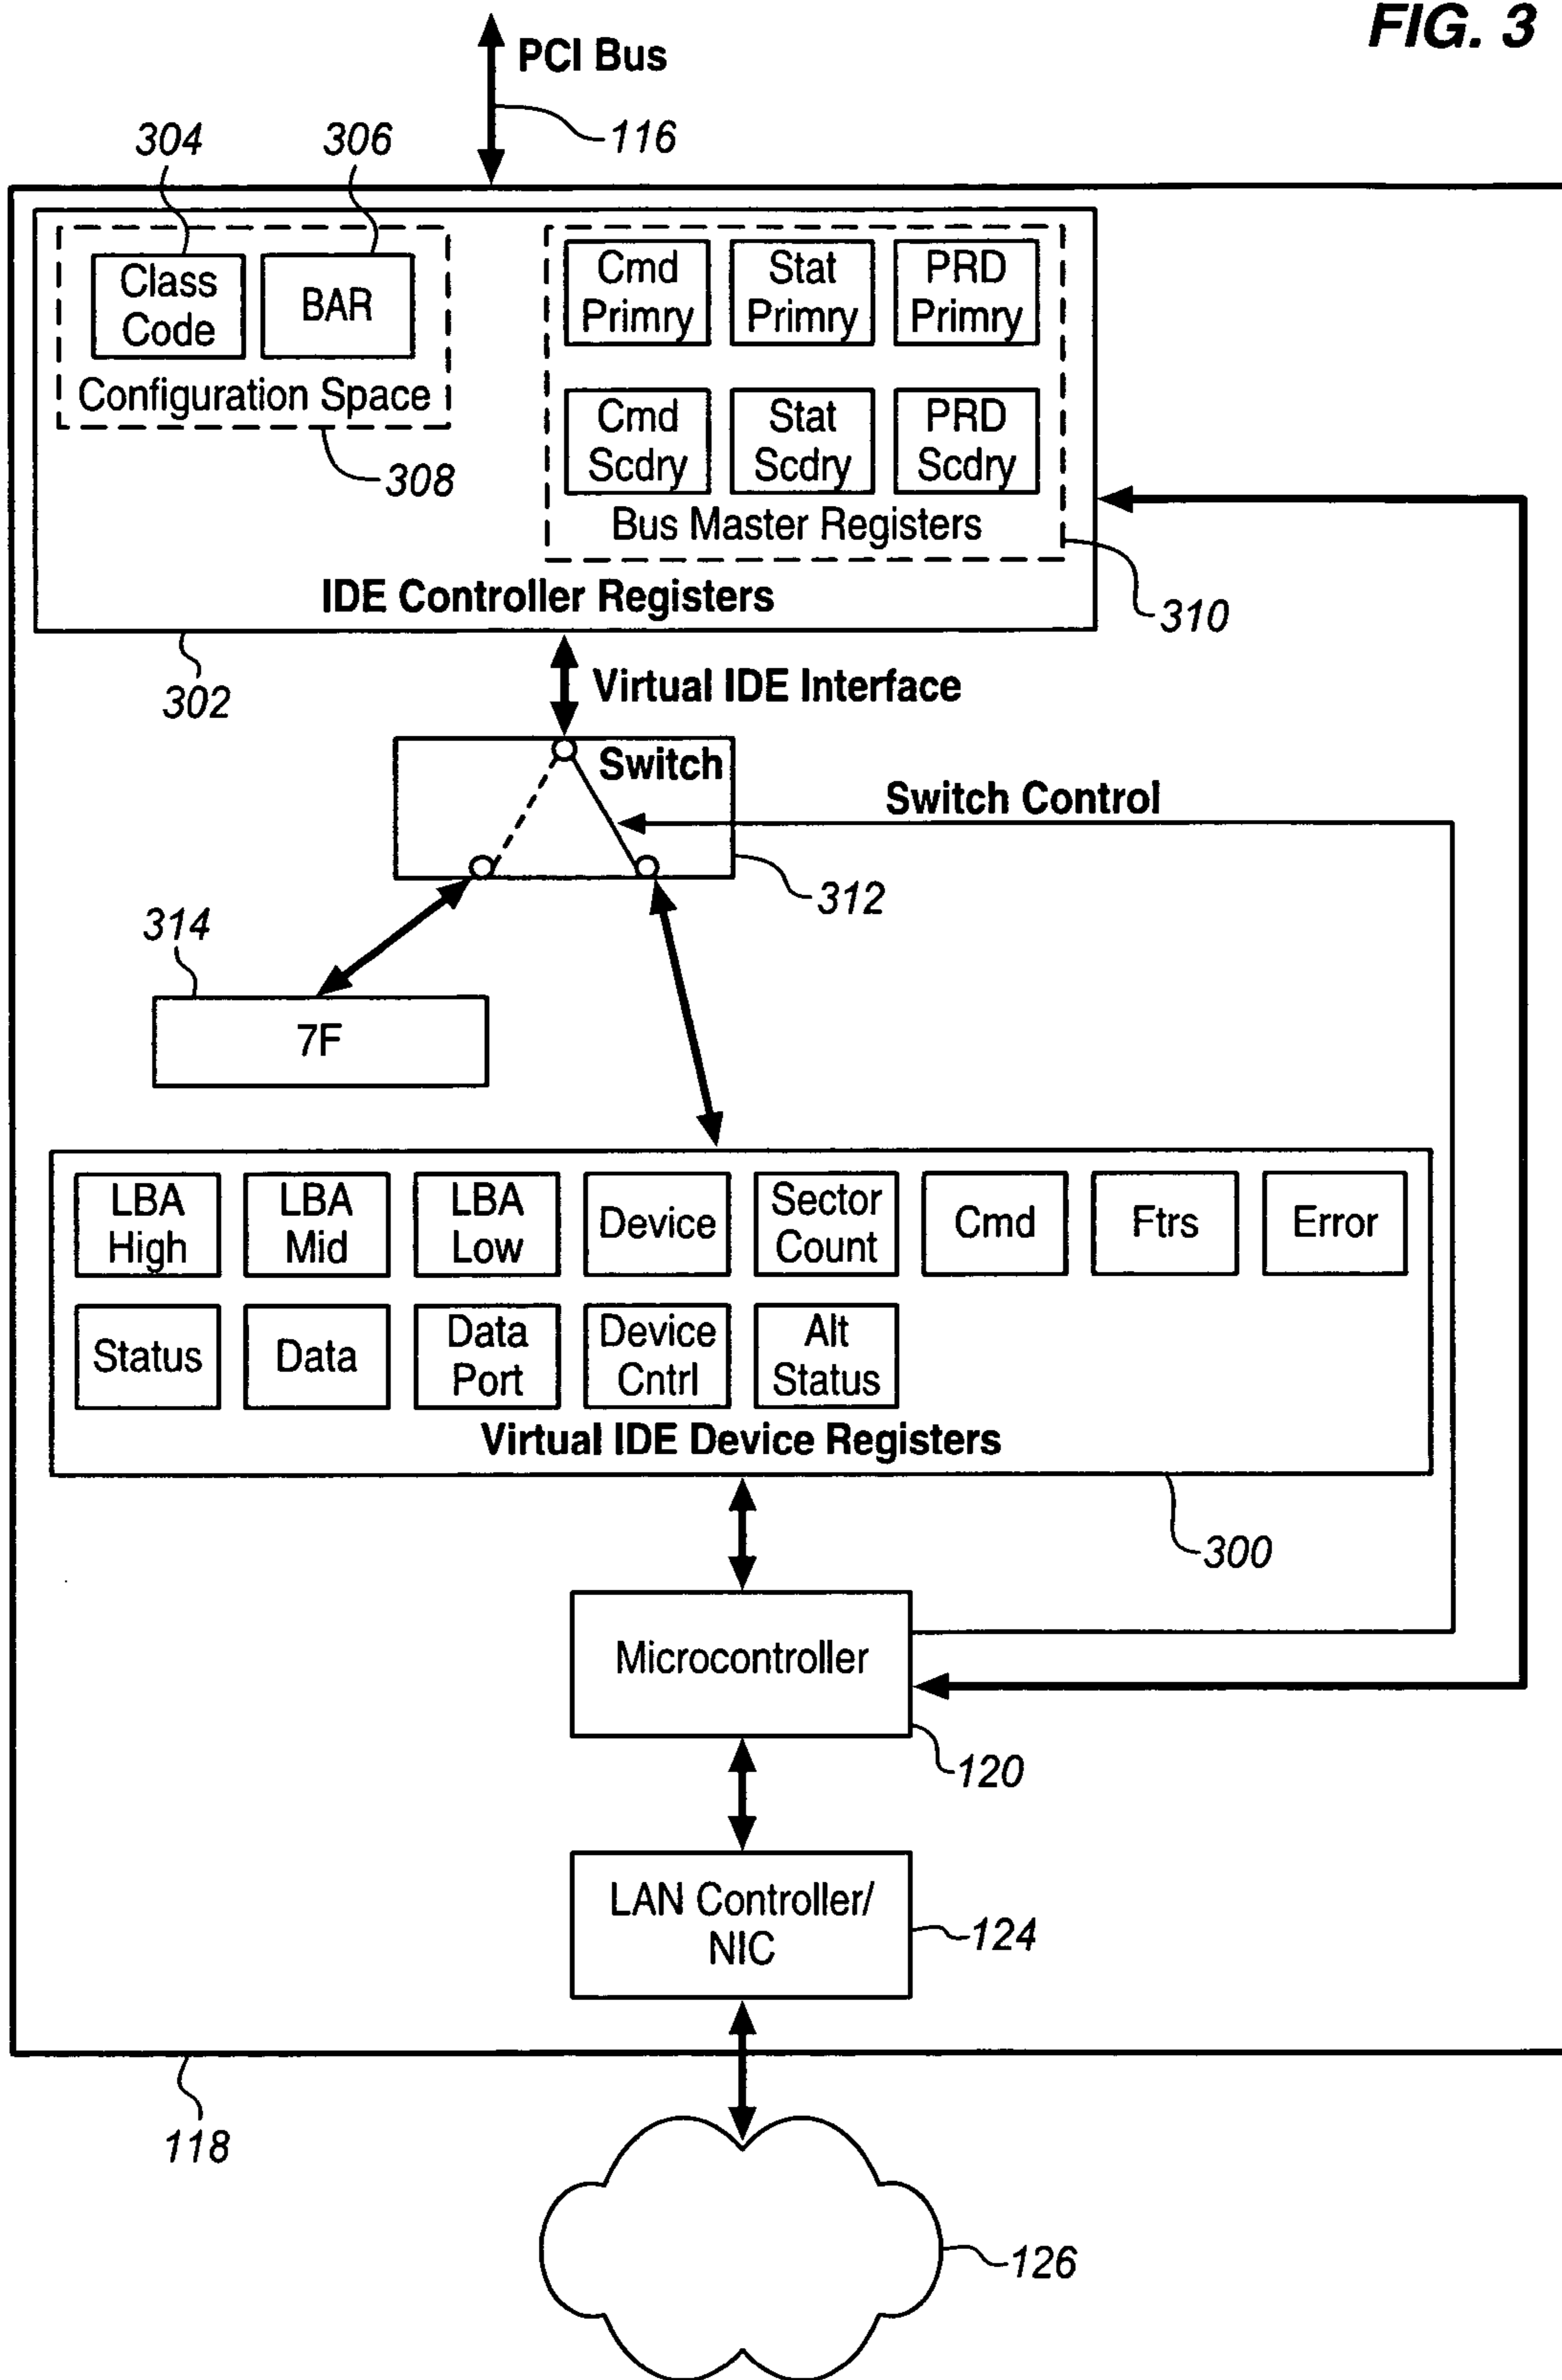 FIG. 3
PCI Bus
116
304
306
Class
Code
BAR
Configuration Space
308
Cmd
Primry
Stat
Primry
PRD
Primry
Cmd
Scdry
Stat
Scdry
PRD
Scdry
Bus Master Registers
310
IDE Controller Registers
302
Virtual IDE Interface
Switch
Switch Control
312
314
7F
LBA
High
LBA
Mid
LBA
Low
Device
Sector
Count
Cmd
Ftrs
Error
Status
Data
Data
Port
Device
Cntrl
Alt
Status
Virtual IDE Device Registers
300
Microcontroller
120
LAN Controller/
NIC
124
118
126